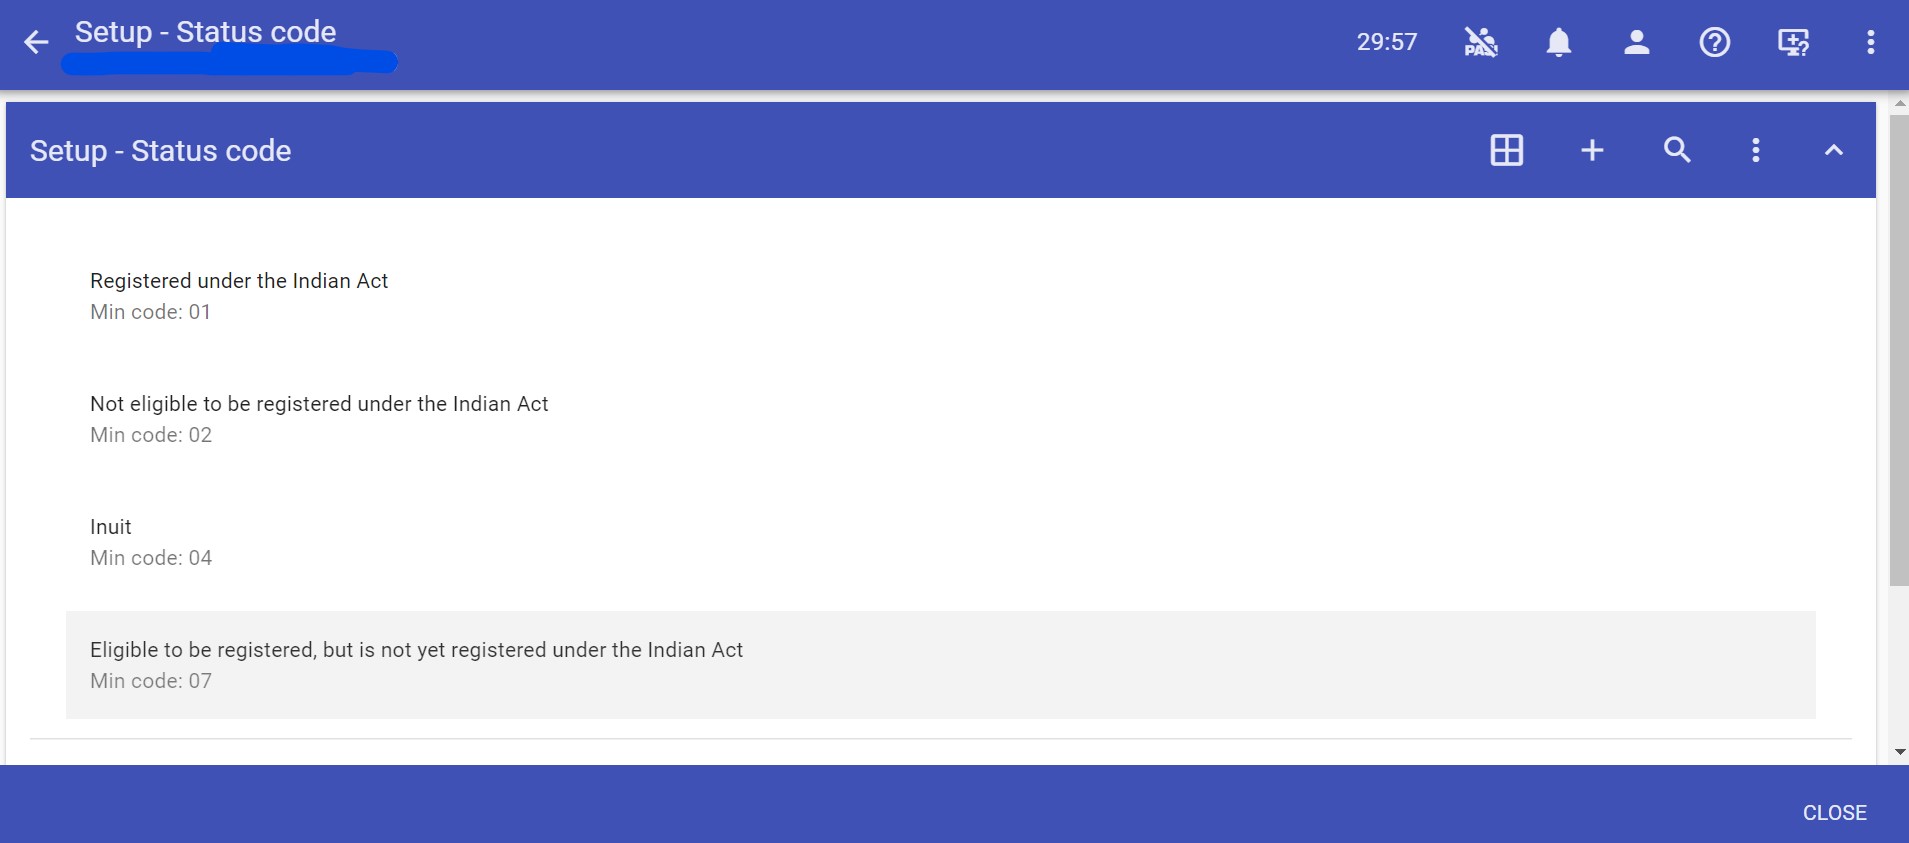 Setup - Status code
29:57
Setup - Status code
Registered under the Indian Act
Min code: 01
Not eligible to be registered under the Indian Act
Min code: 02
Inuit
Min code: 04
Eligible to be registered, but is not yet registered under the Indian Act
Min code: 07
CLOSE